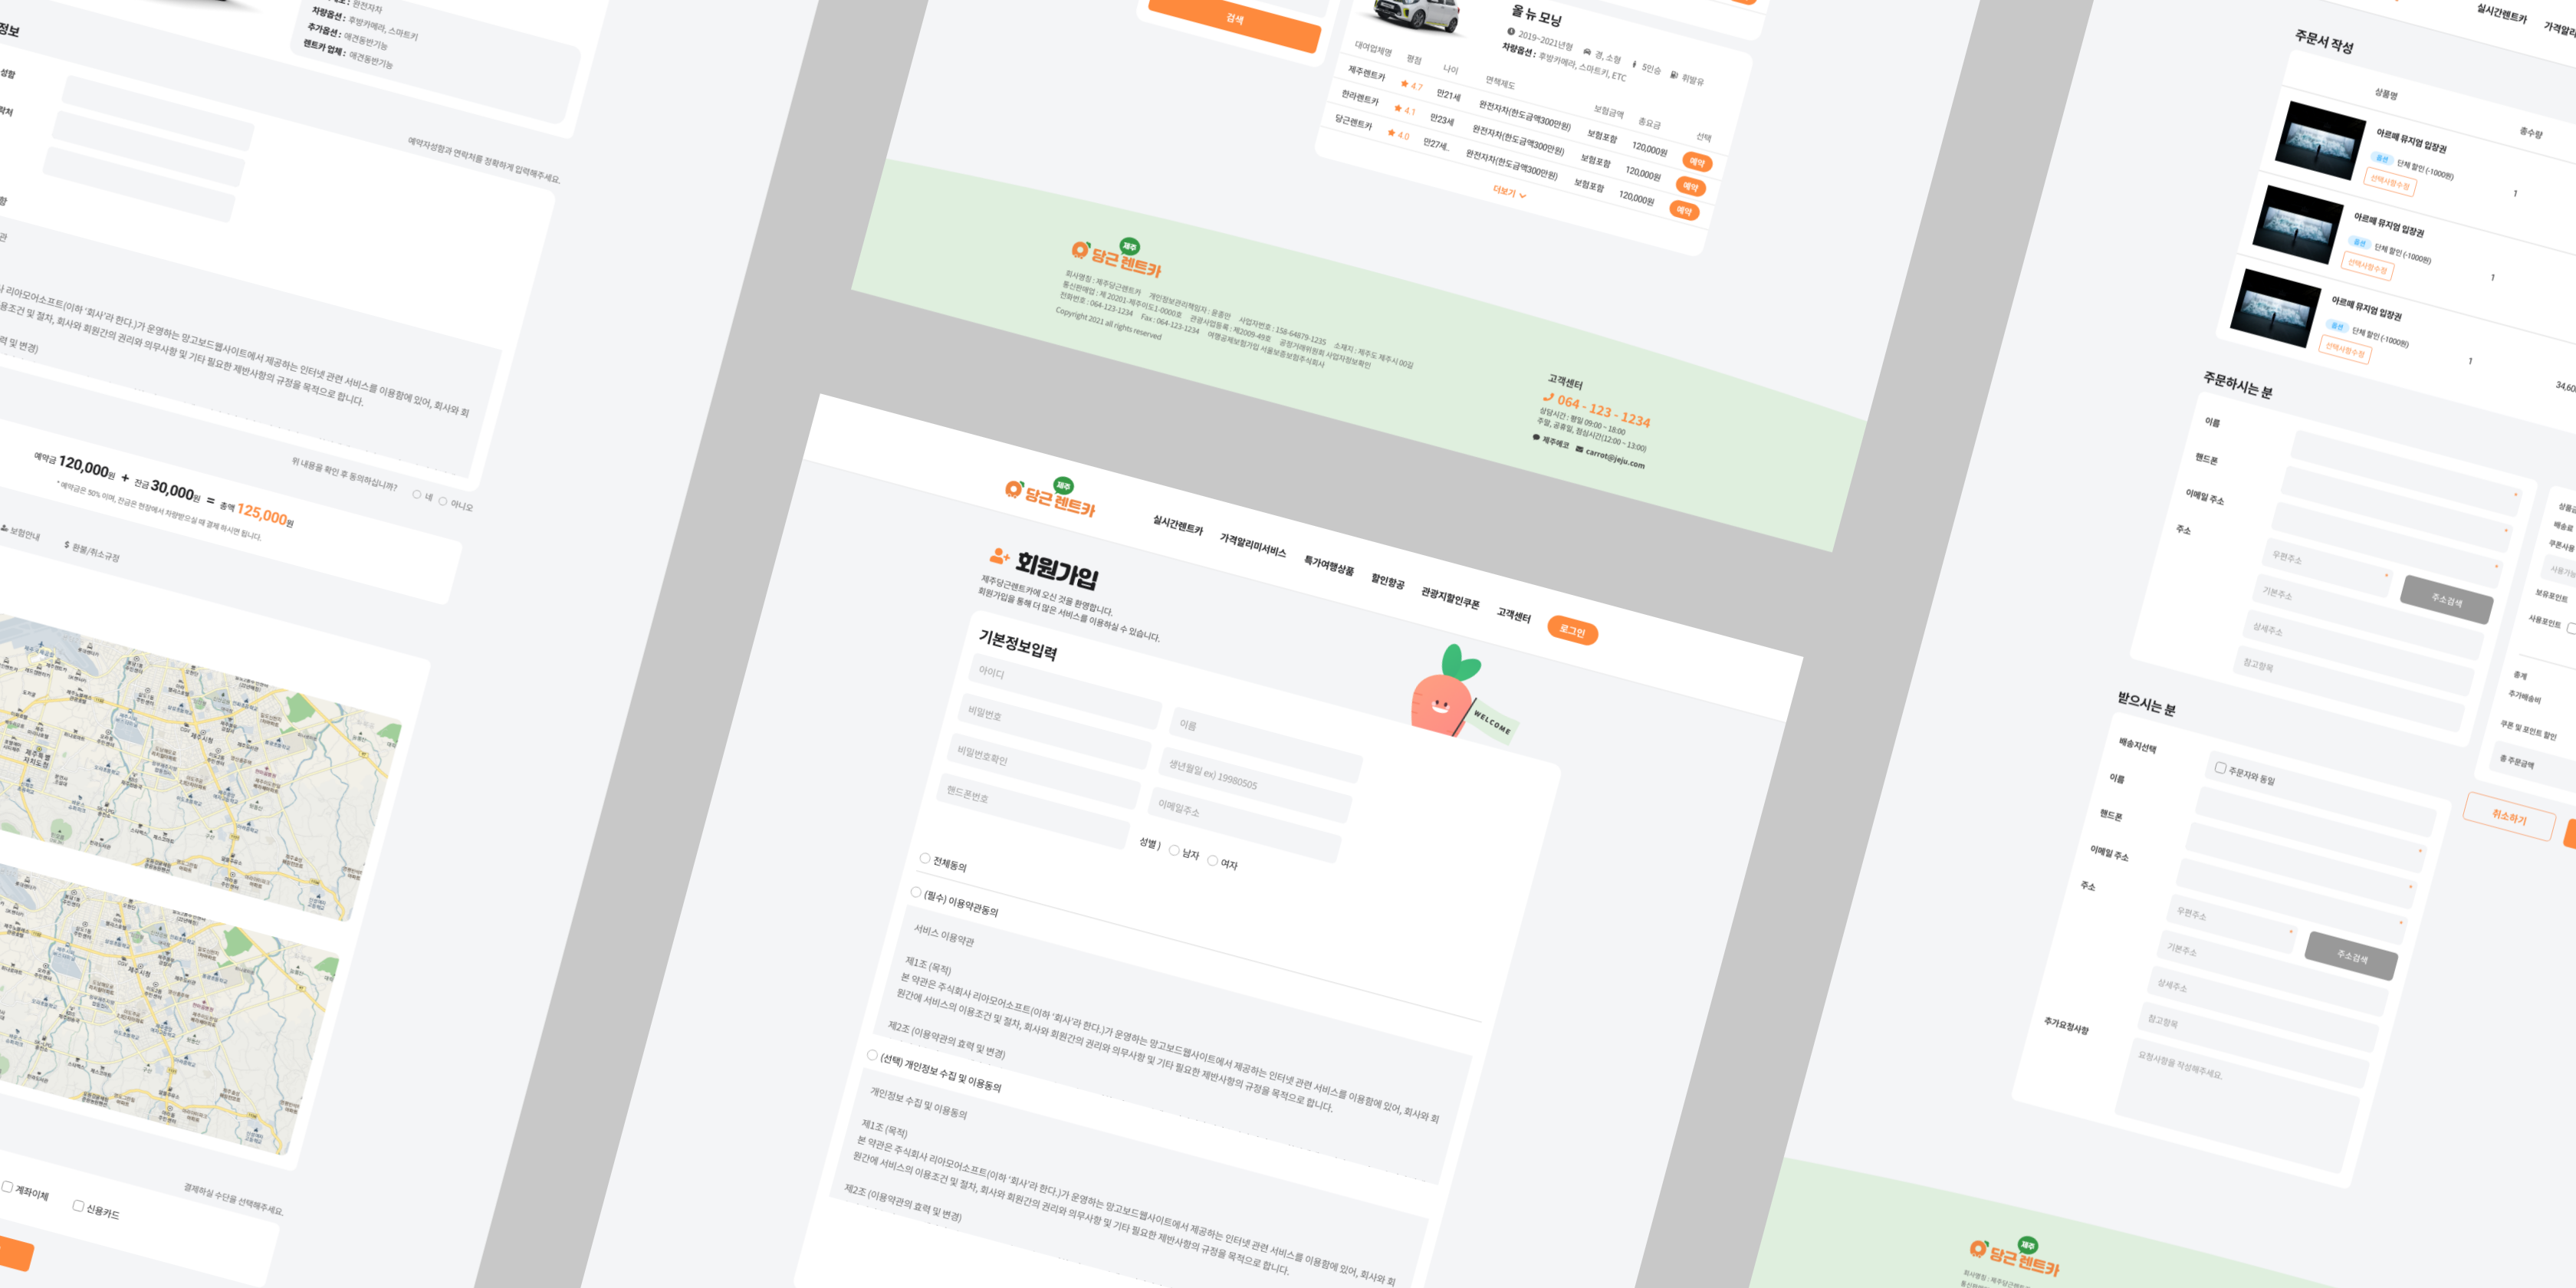 완전자차
차량옵션 : 후방카메라, 스마트키
추가옵션 : 애견동반기능
렌트카 업체 : 애견동반기능
예약자성함과 연락처를 정확하게 입력해주세요.
리아모어소프트(이하 ‘회사’라 한다.)가 운영하는 망고보드웹사이트에서 제공하는 인터넷 관련 서비스를 이용함에 있어, 회사와 회
용조건 및 절차, 회사와 회원간의 권리와 의무사항 및 기타 필요한 제반사항의 규정을 목적으로 합니다.
력 및 변경)
위 내용을 확인 후 동의하십니까? 네 아니오
예약금 120,000원 + 잔금 30,000원 = 총액 125,000원
* 예약금은 50% 이며, 잔금은 현장에서 차량받으실 때 결제 하시면 됩니다.
보험안내 $ 환불/취소규정
결제하실 수단을 선택해주세요.
계좌이체 신용카드
검색
올 뉴 모닝
2019~2021년형 경, 소형 5인승 휘발유
차량옵션 : 후방카메라, 스마트키, ETC
대여업체명 평점 나이 면책제도 보험금액 총요금 선택
제주렌트카 4.7 만21세 완전자차(한도금액300만원) 보험포함 120,000원 예약
한라렌트카 4.1 만23세 완전자차(한도금액300만원) 보험포함 120,000원 예약
당근렌트카 4.0 만27세. 완전자차(한도금액300만원) 보험포함 120,000원 예약
더보기
제주
당근 렌트카
회사명칭 : 제주당근렌트카 개인정보관리책임자 : 윤종만 사업자번호 : 158-64879-1235 소재지 : 제주도 제주시 00길
통신판매업 : 제 20201-제주이도1-0000호 관광사업등록 : 제2009-49호 공정거래위원회 사업자정보확인
전화번호 : 064-123-1234 Fax : 064-123-1234 여행공제보험가입 서울보증보험주식회사
Copyright 2021 all rights reserved
고객센터
064 - 123 - 1234
상담시간 : 평일 09:00 ~ 18:00
주말, 공휴일, 점심시간(12:00 ~ 13:00)
제주에코 carrot@jeju.com
제주
당근 렌트카
실시간렌트카 가격알리미서비스 특가여행상품 할인항공 관광지할인쿠폰 고객센터 로그인
회원가입
제주당근렌트카에 오신 것을 환영합니다.
회원가입을 통해 더 많은 서비스를 이용하실 수 있습니다.
WELCOME
기본정보입력
아이디
이름
비밀번호
생년월일 ex) 19980505
비밀번호확인
이메일주소
핸드폰번호
성별 ) 남자 여자
전체동의
(필수) 이용약관동의
서비스 이용약관
제1조 (목적)
본 약관은 주식회사 리아모어소프트(이하 ‘회사’라 한다.)가 운영하는 망고보드웹사이트에서 제공하는 인터넷 관련 서비스를 이용함에 있어, 회사와 회
원간에 서비스의 이용조건 및 절차, 회사와 회원간의 권리와 의무사항 및 기타 필요한 제반사항의 규정을 목적으로 합니다.
제2조 (이용약관의 효력 및 변경)
(선택) 개인정보 수집 및 이용동의
개인정보 수집 및 이용동의
제1조 (목적)
본 약관은 주식회사 리아모어소프트(이하 ‘회사’라 한다.)가 운영하는 망고보드웹사이트에서 제공하는 인터넷 관련 서비스를 이용함에 있어, 회사와 회
원간에 서비스의 이용조건 및 절차, 회사와 회원간의 권리와 의무사항 및 기타 필요한 제반사항의 규정을 목적으로 합니다.
제2조 (이용약관의 효력 및 변경)
실시간렌트카 가격알리
주문서 작성
상품명 총수량
아르떼 뮤지엄 입장권
옵션 단체 할인 (-1000원)
선택사항수정
1
아르떼 뮤지엄 입장권
옵션 단체 할인 (-1000원)
선택사항수정
1
아르떼 뮤지엄 입장권
옵션 단체 할인 (-1000원)
선택사항수정
1
34,60
주문하시는 분
이름
핸드폰
이메일 주소
주소
우편주소
주소검색
기본주소
상세주소
참고항목
배송료
쿠폰사용
사용가능
보유포인트
사용포인트
총계
추가배송비
쿠폰 및 포인트 할인
총 주문금액
취소하기
받으시는 분
배송지선택
주문자와 동일
이름
핸드폰
이메일 주소
주소
우편주소
주소검색
기본주소
상세주소
참고항목
추가요청사항
요청사항을 작성해주세요.
제주
당근 렌트카